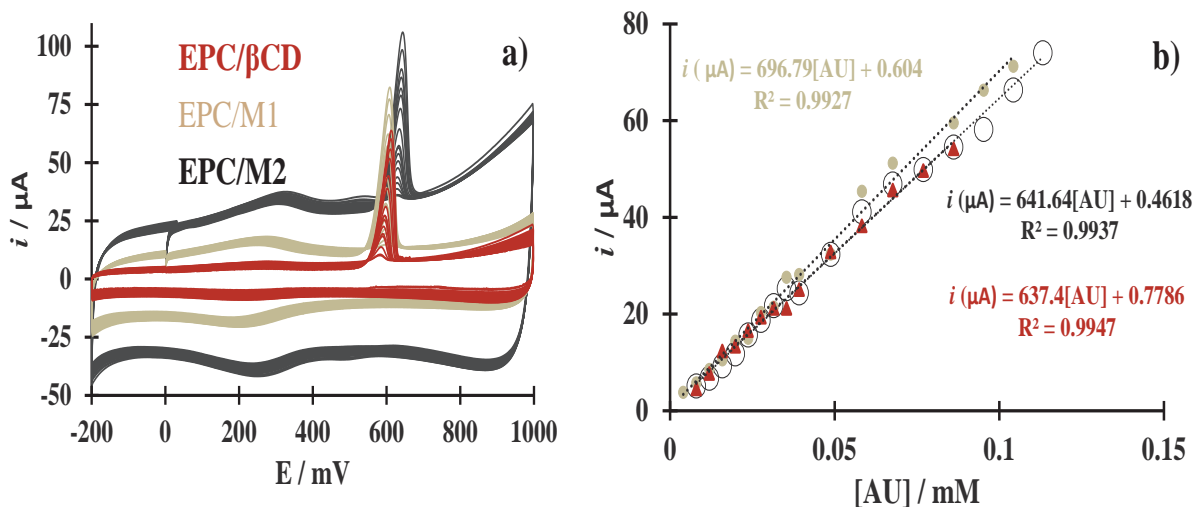 a)
EPC/βCD
EPC/M1
EPC/M2
100
75
50
25
0
-25
-50
i / μA
-200
0
200
400
600
800
1000
E / mV
b)
i (μA) = 696.79[AU] + 0.604
R² = 0.9927
i (μA) = 641.64[AU] + 0.4618
R² = 0.9937
i (μA) = 637.4[AU] + 0.7786
R² = 0.9947
80
60
40
20
0
i / μA
0
0.05
0.1
0.15
[AU] / mM